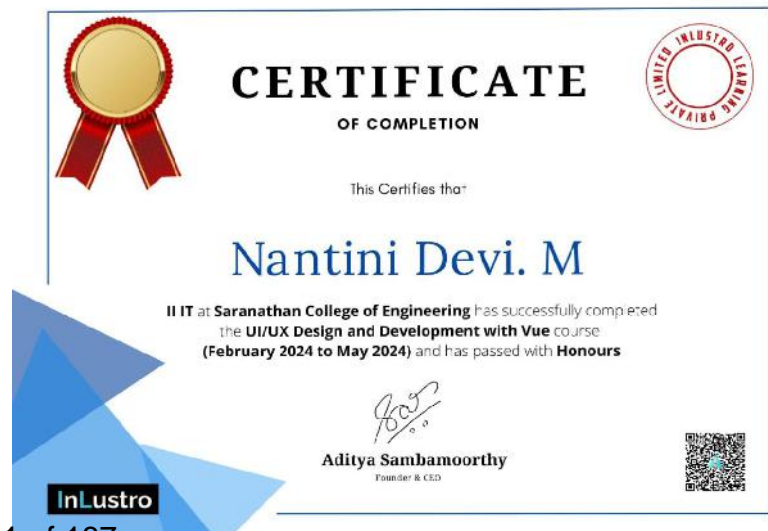 CERTIFICATE
OF COMPLETION
INLUSTRO LEARNING PRIVATE LIMITED
This Certifies that
Nantini Devi. M
II IT at Saranathan College of Engineering has successfully completed
the UI/UX Design and Development with Vue course
(February 2024 to May 2024) and has passed with Honours
Aditya Sambamoorthy
Founder & CEO
InLustro